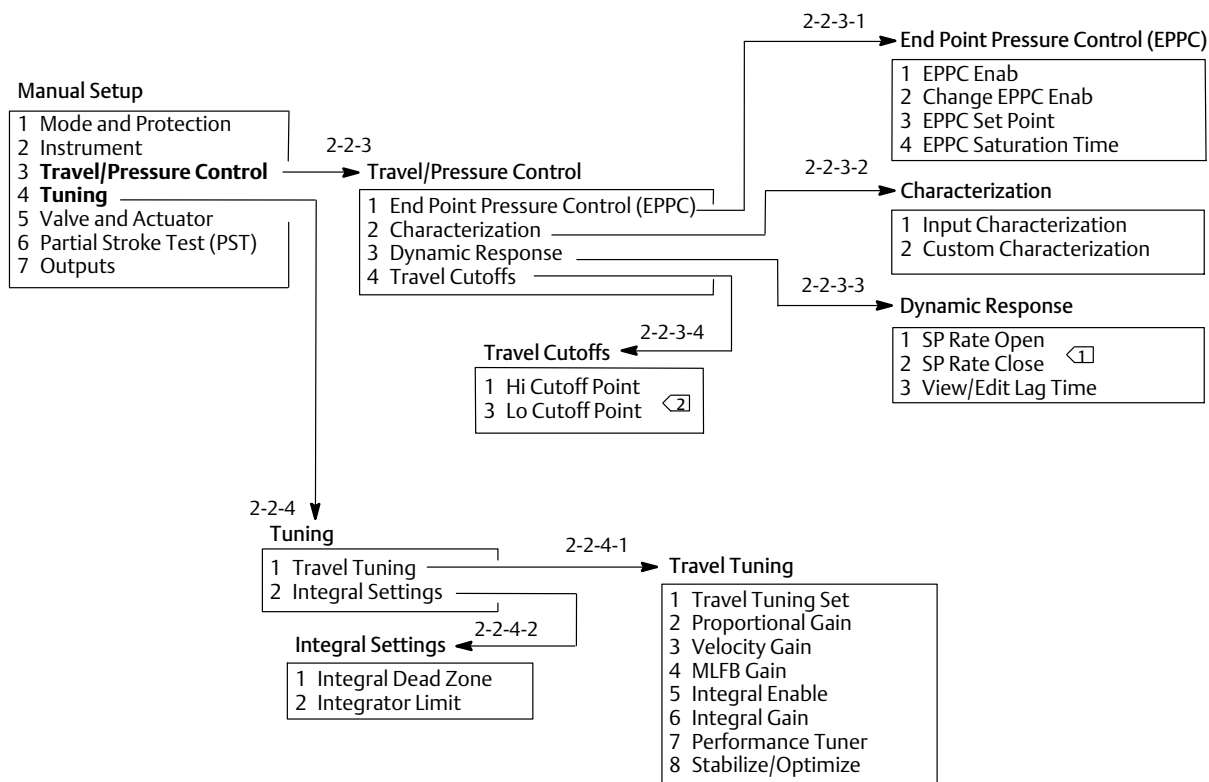 2-2-3-1
End Point Pressure Control (EPPC)
1 EPPC Enab
2 Change EPPC Enab
3 EPPC Set Point
4 EPPC Saturation Time
Manual Setup
1 Mode and Protection
2 Instrument
3 Travel/Pressure Control
4 Tuning
5 Valve and Actuator
6 Partial Stroke Test (PST)
7 Outputs
2-2-3
Travel/Pressure Control
1 End Point Pressure Control (EPPC)
2 Characterization
3 Dynamic Response
4 Travel Cutoffs
2-2-3-2
Characterization
1 Input Characterization
2 Custom Characterization
2-2-3-3
Dynamic Response
1 SP Rate Open
2 SP Rate Close
1
3 View/Edit Lag Time
2-2-3-4
Travel Cutoffs
1 Hi Cutoff Point
3 Lo Cutoff Point
2
2-2-4
Tuning
1 Travel Tuning
2 Integral Settings
2-2-4-1
Travel Tuning
1 Travel Tuning Set
2 Proportional Gain
3 Velocity Gain
4 MLFB Gain
5 Integral Enable
6 Integral Gain
7 Performance Tuner
8 Stabilize/Optimize
2-2-4-2
Integral Settings
1 Integral Dead Zone
2 Integrator Limit